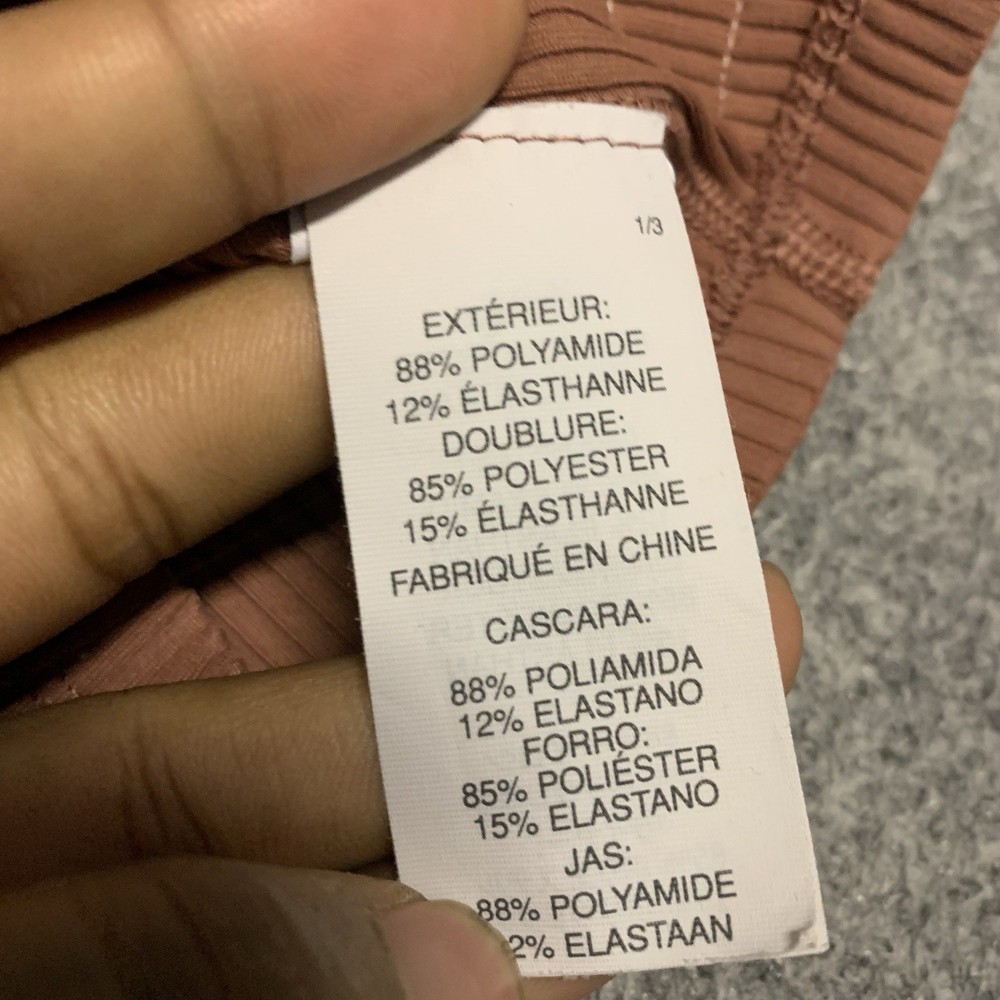 1/3
EXTÉRIEUR:
88% POLYAMIDE
12% ÉLASTHANNE
DOUBLURE:
85% POLYESTER
15% ÉLASTHANNE
FABRIQUÉ EN CHINE
CASCARA:
88% POLIAMIDA
12% ELASTANO
FORRO:
85% POLIÉSTER
15% ELASTANO
JAS:
88% POLYAMIDE
2% ELASTAAN